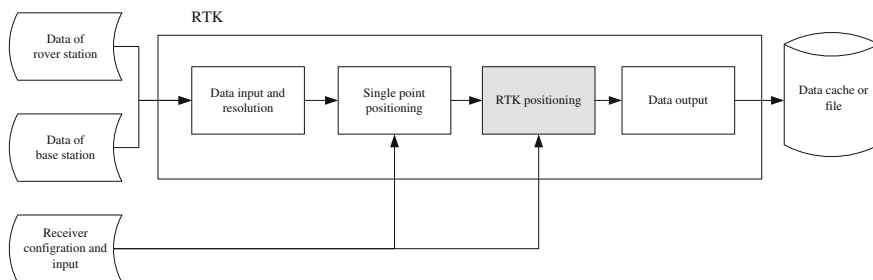 RTK
Data of
rover station
Data of
base station
Data input and
resolution
Single point
positioning
RTK positioning
Data output
Data cache or
file
Receiver
configration and
input